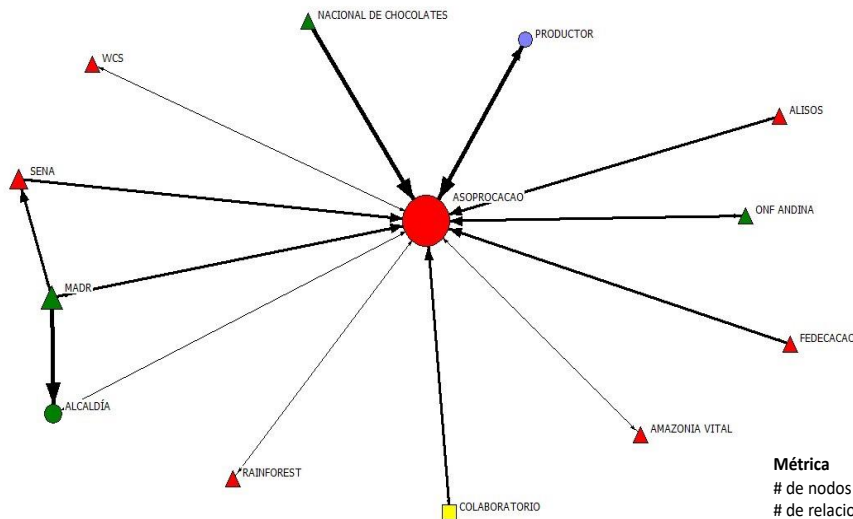 NACIONAL DE CHOCOLATES
PRODUCTOR
WCS
ALISOS
SENA
ASOPROCACAO
ONF ANDINA
MADR
FEDECACAO
ALCALDÍA
AMAZONIA VITAL
RAINFOREST
COLABORATORIO
Métrica
# de nodos
# de relacio